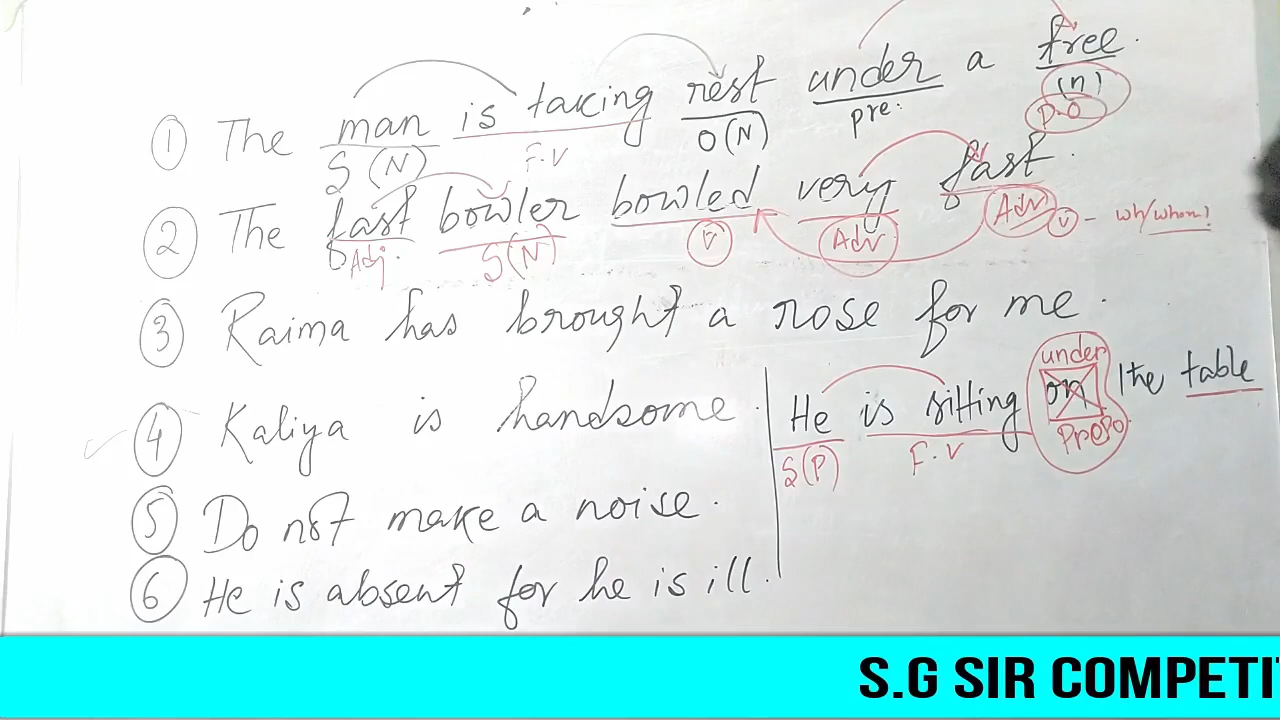 ① The man is taking rest under a tree.
S (N) F.V O(N) pre: (n) P.O
② The fast bowler bowled very fast.
Adj. S(N) V Adv Adv V - wh/whom?
③ Raima has brought a rose for me.
④ Kaliya is handsome.
under
He is sitting on the table
S(P) F.V Prepo.
⑤ Do not make a noise.
⑥ He is absent for he is ill.
S.G SIR COMPETI